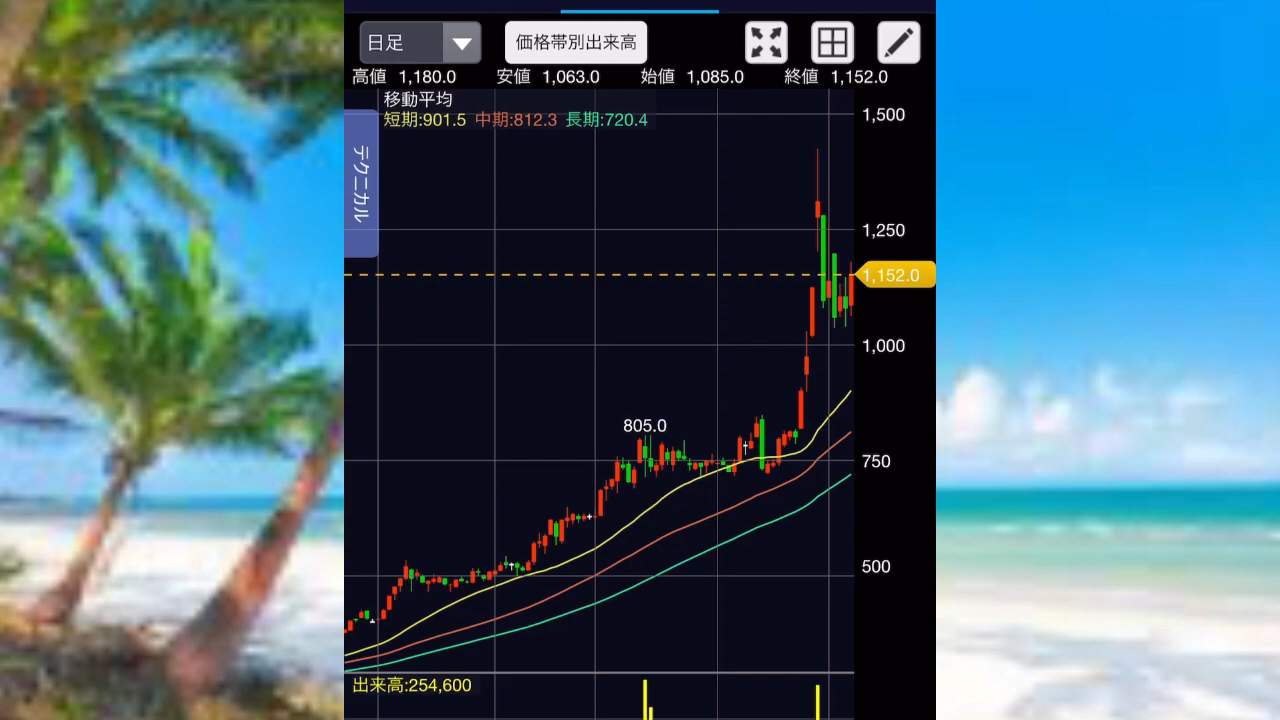 日足
価格帯別出来高
高値 1,180.0 安値 1,063.0 始値 1,085.0 終値 1,152.0
移動平均
短期:901.5 中期:812.3 長期:720.4
テクニカル
1,500
1,250
1,152.0
1,000
805.0
750
500
出来高:254,600